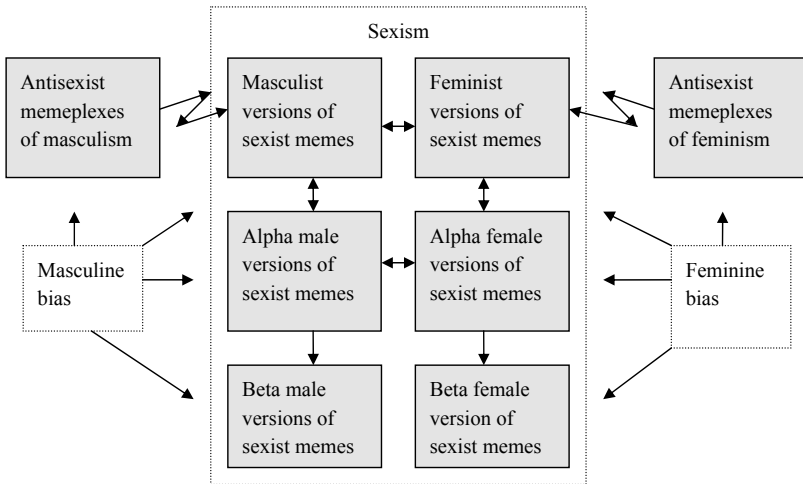 Sexism
Antisexist
memeplexes
of masculism
Masculist
versions of
sexist memes
Feminist
versions of
sexist memes
Antisexist
memeplexes
of feminism
Masculine
bias
Alpha male
versions of
sexist memes
Alpha female
versions of
sexist memes
Feminine
bias
Beta male
versions of
sexist memes
Beta female
version of
sexist memes